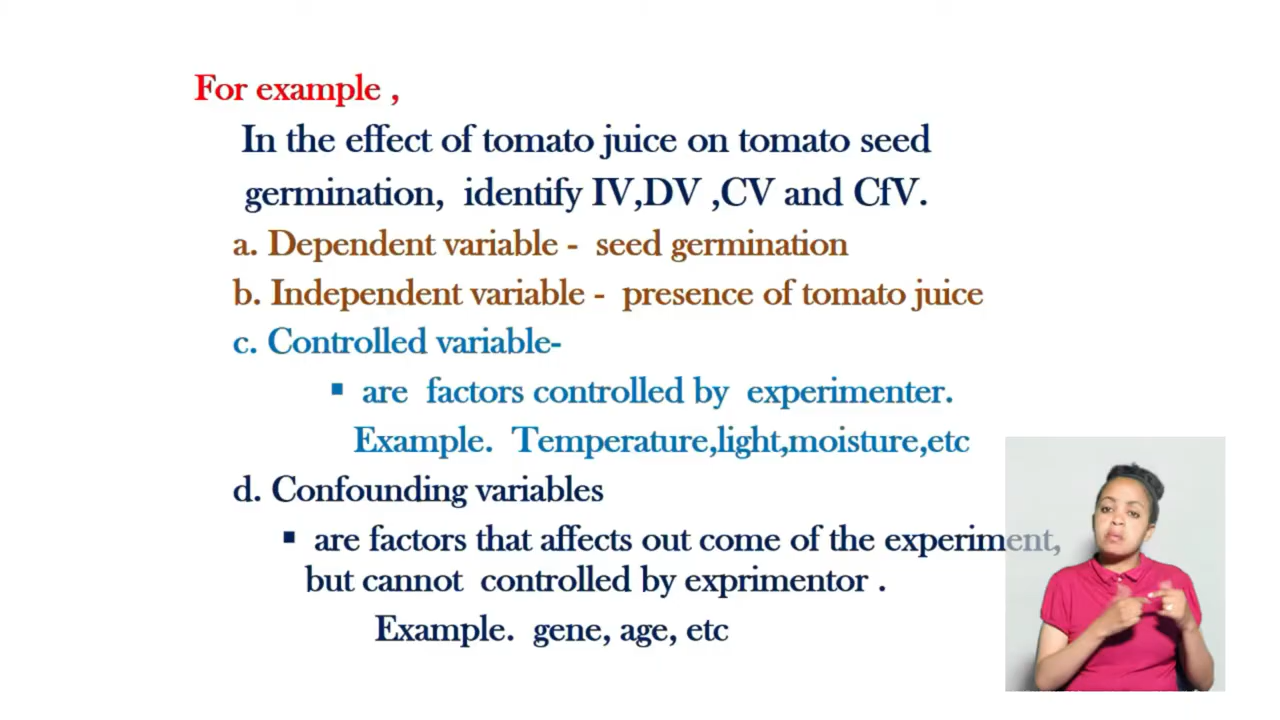 For example ,
In the effect of tomato juice on tomato seed
germination, identify IV,DV ,CV and CfV.
a. Dependent variable - seed germination
b. Independent variable - presence of tomato juice
c. Controlled variable-
▪ are factors controlled by experimenter.
Example. Temperature,light,moisture,etc
d. Confounding variables
▪ are factors that affects out come of the experiment,
but cannot controlled by exprimentor .
Example. gene, age, etc